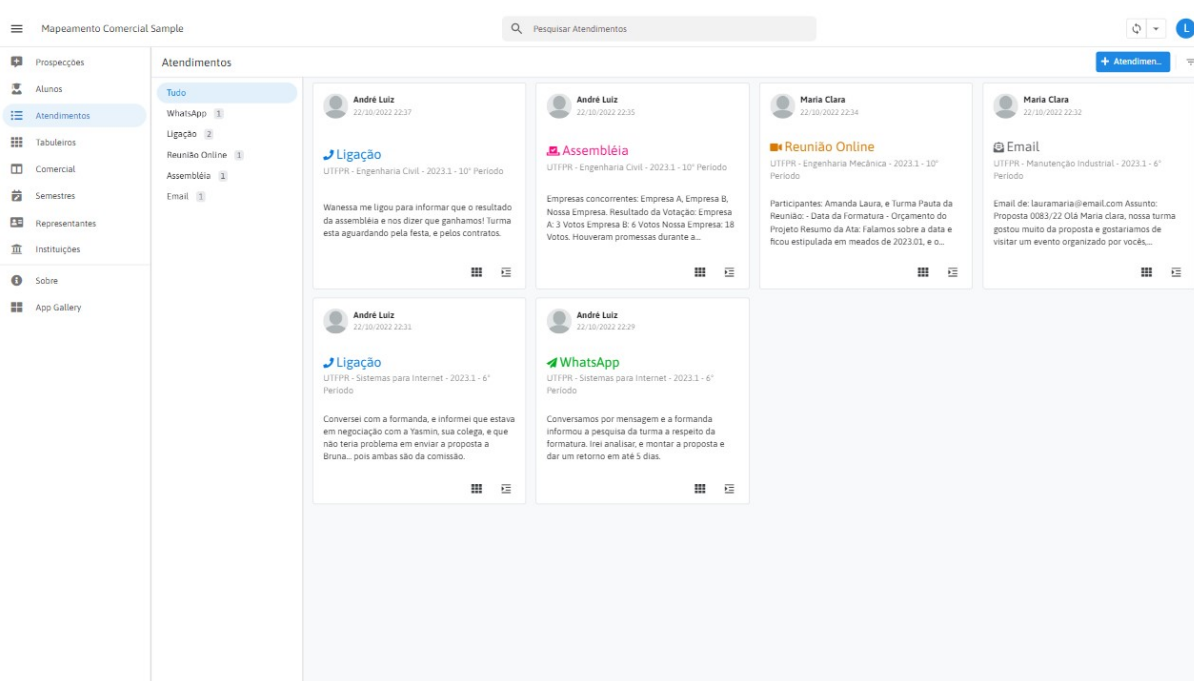 Mapeamento Comercial Sample
Pesquisar Atendimentos
L
Prospecções
Alunos
Atendimentos
Tabuleiros
Comercial
Semestres
Representantes
Instituições
Sobre
App Gallery
Atendimentos
+ Atendimen...
Tudo
WhatsApp 1
Ligação 2
Reunião Online 1
Assembléia 1
Email 1
André Luiz
22/10/2022 22:37
Ligação
UTFPR - Engenharia Civil - 2023.1 - 10° Período
Wanessa me ligou para informar que o resultado
da assembléia e nos dizer que ganhamos! Turma
esta aguardando pela festa, e pelos contratos.
André Luiz
22/10/2022 22:35
Assembléia
UTFPR - Engenharia Civil - 2023.1 - 10° Período
Empresas concorrentes: Empresa A, Empresa B,
Nossa Empresa. Resultado da Votação: Empresa
A: 3 Votos Empresa B: 6 Votos Nossa Empresa: 18
Votos. Houveram promessas durante a...
Maria Clara
22/10/2022 22:34
Reunião Online
UTFPR - Engenharia Mecânica - 2023.1 - 10°
Período
Participantes: Amanda Laura, e Turma Pauta da
Reunião: - Data da Formatura - Orçamento do
Projeto Resumo da Ata: Falamos sobre a data e
ficou estipulada em meados de 2023.01, e o...
Maria Clara
22/10/2022 22:32
Email
UTFPR - Manutenção Industrial - 2023.1 - 6°
Período
Email de: lauramaria@email.com Assunto:
Proposta 0083/22 Olá Maria clara, nossa turma
gostou muito da proposta e gostariamos de
visitar um evento organizado por vocês,...
André Luiz
22/10/2022 22:31
Ligação
UTFPR - Sistemas para Internet - 2023.1 - 6°
Período
Conversei com a formanda, e informei que estava
em negociação com a Yasmin, sua colega, e que
não teria problema em enviar a proposta a
Bruna... pois ambas são da comissão.
André Luiz
22/10/2022 22:29
WhatsApp
UTFPR - Sistemas para Internet - 2023.1 - 6°
Período
Conversamos por mensagem e a formanda
informou a pesquisa da turma a respeito da
formatura. Irei analisar, e montar a proposta e
dar um retorno em até 5 dias.